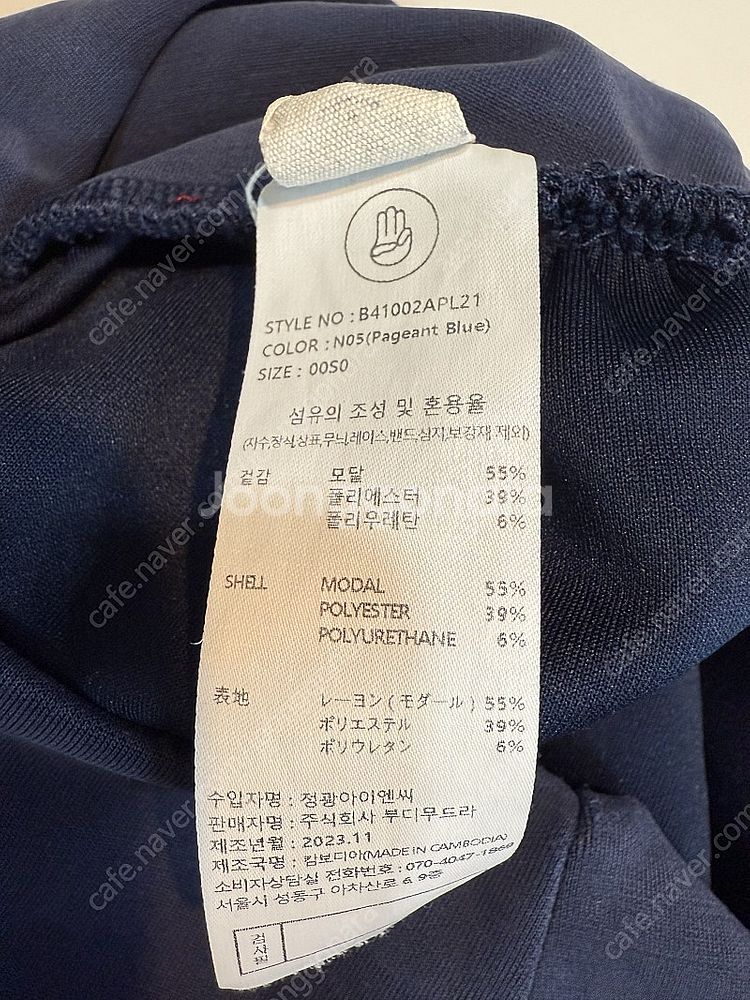 STYLE NO : B41002APL21
COLOR : N05(Pageant Blue)
SIZE : 00S0
섬유의 조성 및 혼용율
(자수,장식,상표,무늬,레이스,밴드,심지,보강재 제외)
겉감 모달 55%
폴리에스터 39%
폴리우레탄 6%
SHELL MODAL 55%
POLYESTER 39%
POLYURETHANE 6%
表地 レーヨン ( モダール ) 55%
ポリエステル 39%
ポリウレタン 6%
수입자명 : 정광아이엔씨
판매자명 : 주식회사 부디무드라
제조년월 : 2023.11
제조국명 : 캄보디아(MADE IN CAMBODIA)
소비자상담실 전화번호 : 070-4047-1869
서울시 성동구 아차산로 6 9층
검사필
Joonggonara
cafe.naver.com